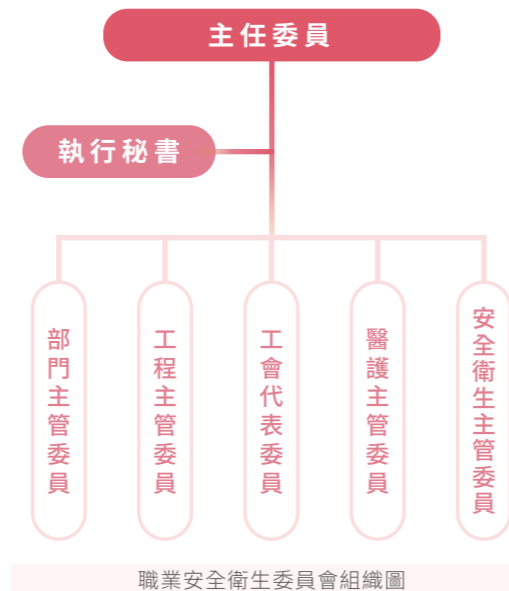 主任委員
執行秘書
部門主管委員
工程主管委員
工會代表委員
醫護主管委員
安全衛生主管委員
職業安全衛生委員會組織圖